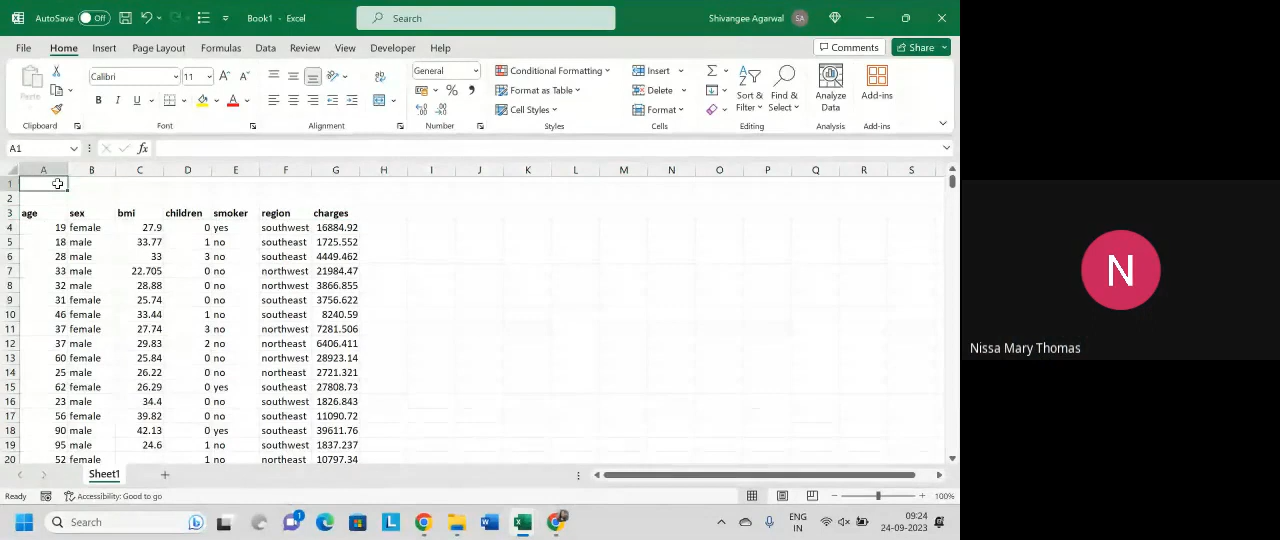 AutoSave Off Book1 - Excel Search Shivangee Agarwal SA
File Home Insert Page Layout Formulas Data Review View Developer Help Comments Share
Paste Calibri 11 A A B I U A ab General % Conditional Formatting Format as Table Cell Styles Insert Delete Format Sort & Filter Find & Select Analyze Data Add-ins
Clipboard Font Alignment Number Styles Cells Editing Analysis Add-ins
A1 fx
A B C D E F G H I J K L M N O P Q R S
1
2
3 age sex bmi children smoker region charges
4 19 female 27.9 0 yes southwest 16884.92
5 18 male 33.77 1 no southeast 1725.552
6 28 male 33 3 no southeast 4449.462
7 33 male 22.705 0 no northwest 21984.47
8 32 male 28.88 0 no northwest 3866.855
9 31 female 25.74 0 no southeast 3756.622
10 46 female 33.44 1 no southeast 8240.59
11 37 female 27.74 3 no northwest 7281.506
12 37 male 29.83 2 no northeast 6406.411
13 60 female 25.84 0 no northwest 28923.14
14 25 male 26.22 0 no northeast 2721.321
15 62 female 26.29 0 yes southeast 27808.73
16 23 male 34.4 0 no southwest 1826.843
17 56 female 39.82 0 no southeast 11090.72
18 90 male 42.13 0 yes southeast 39611.76
19 95 male 24.6 1 no southwest 1837.237
20 52 female 1 no northeast 10797.34
Sheet1
Ready Accessibility: Good to go 100%
Search 1 L W X ENG IN 09:24 24-09-2023
N
Nissa Mary Thomas